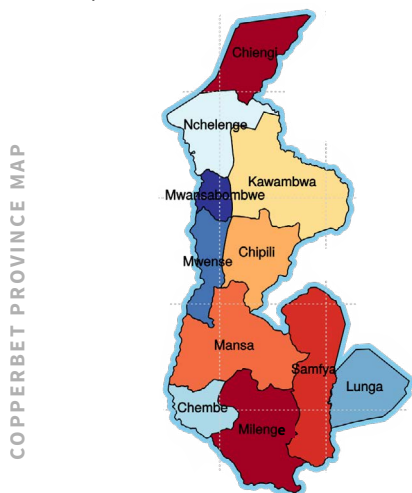 COPPERBET PROVINCE MAP
Chiengi
Nchelenge
Kawambwa
Mwansabombwe
Chipili
Mwense
Mansa
Samfya
Lunga
Chembe
Milenge